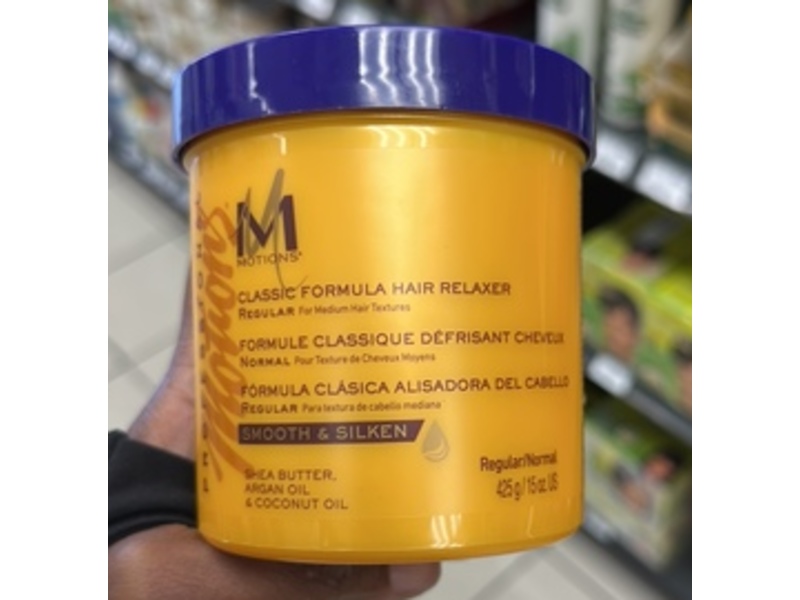 PROFESSIONAL
Motions
M
MOTIONS®
CLASSIC FORMULA HAIR RELAXER
REGULAR For Medium Hair Textures
FORMULE CLASSIQUE DÉFRISANT CHEVEUX
NORMAL Pour Texture de Cheveux Moyens
FÓRMULA CLÁSICA ALISADORA DEL CABELLO
REGULAR Para textura de cabello mediana
SMOOTH & SILKEN
SHEA BUTTER,
ARGAN OIL
& COCONUT OIL
Regular/Normal
425 g / 15 oz. US